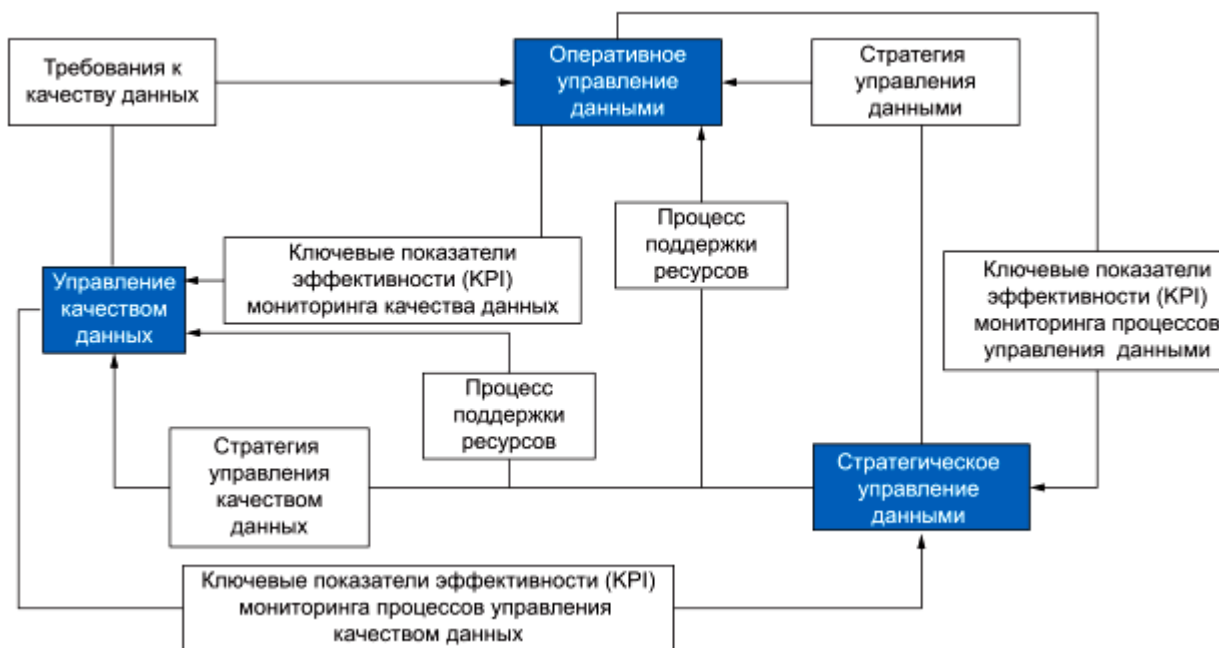 Требования к
качеству данных
Оперативное
управление
данными
Стратегия
управления
данными
Процесс
поддержки
ресурсов
Ключевые показатели
эффективности (KPI)
мониторинга качества данных
Ключевые показатели
эффективности (KPI)
мониторинга процессов
управления данными
Управление
качеством
данных
Процесс
поддержки
ресурсов
Стратегия
управления
качеством
данных
Стратегическое
управление
данными
Ключевые показатели эффективности (KPI)
мониторинга процессов управления
качеством данных